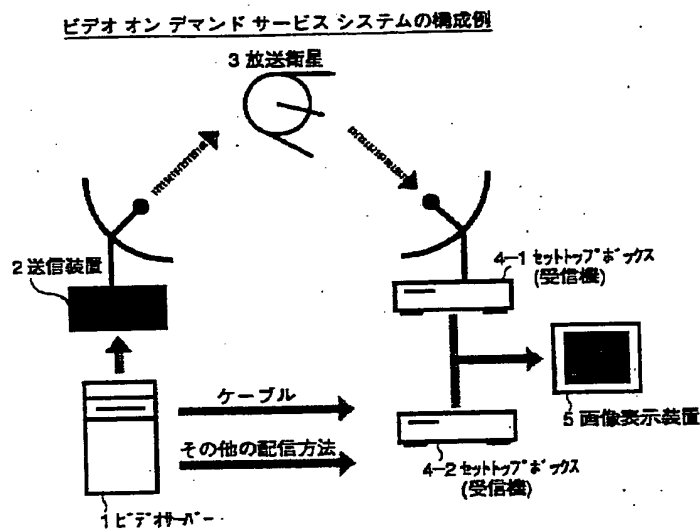 ビデオ オン デマンド サービス システムの構成例
3 放送衛星
2 送信装置
4-1 セットトップボックス
(受信機)
ケーブル
5 画像表示装置
その他の配信方法
4-2 セットトップボックス
(受信機)
1 ビデオサーバー